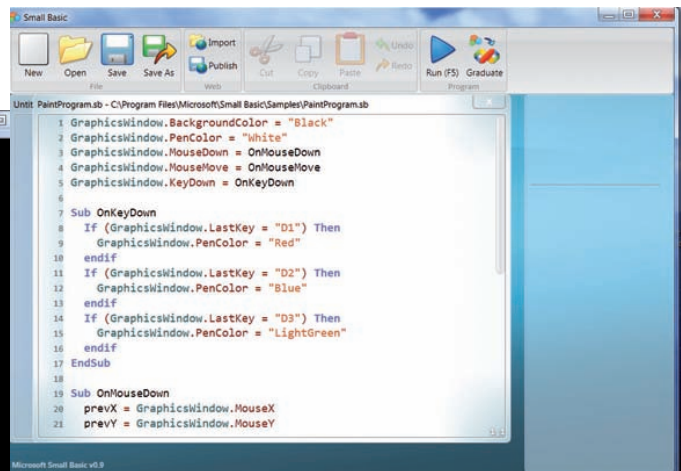 Small Basic
New
Open
Save
Save As
Import
Publish
Cut
Copy
Paste
Undo
Redo
Run (F5)
Graduate
File
Web
Clipboard
Program
Untit
PaintProgram.sb - C:\Program Files\Microsoft\Small Basic\Samples\PaintProgram.sb
1 GraphicsWindow.BackgroundColor = "Black"
2 GraphicsWindow.PenColor = "White"
3 GraphicsWindow.MouseDown = OnMouseDown
4 GraphicsWindow.MouseMove = OnMouseMove
5 GraphicsWindow.KeyDown = OnKeyDown
6
7 Sub OnKeyDown
8 If (GraphicsWindow.LastKey = "D1") Then
9 GraphicsWindow.PenColor = "Red"
10 endif
11 If (GraphicsWindow.LastKey = "D2") Then
12 GraphicsWindow.PenColor = "Blue"
13 endif
14 If (GraphicsWindow.LastKey = "D3") Then
15 GraphicsWindow.PenColor = "LightGreen"
16 endif
17 EndSub
18
19 Sub OnMouseDown
20 prevX = GraphicsWindow.MouseX
21 prevY = GraphicsWindow.MouseY
1,1
Microsoft Small Basic v0.9